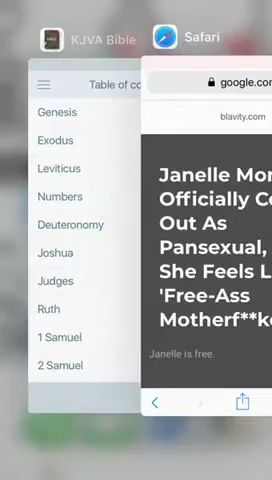 KJVA Bible
Safari
Table of co
Genesis
Exodus
Leviticus
Numbers
Deuteronomy
Joshua
Judges
Ruth
1 Samuel
2 Samuel
google.com
blavity.com
Janelle Mon
Officially Co
Out As
Pansexual,
She Feels L
'Free-Ass
Motherf**ke
Janelle is free.